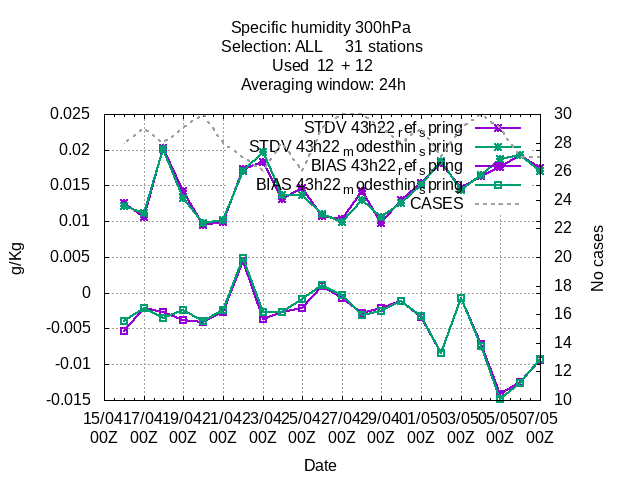 Specific humidity 300hPa
Selection: ALL 31 stations
Used 12 + 12
Averaging window: 24h
0.025
0.02
0.015
0.01
0.005
0
-0.005
-0.01
-0.015
g/Kg
STDV 43h22refspring
STDV 43h22modesthinspring
BIAS 43h22refspring
BIAS 43h22modesthinspring
CASES
30
28
26
24
22
20
18
16
14
12
10
No cases
15/04 17/04 19/04 21/04 23/04 25/04 27/04 29/04 01/05 03/05 05/05 07/05
00Z 00Z 00Z 00Z 00Z 00Z 00Z 00Z 00Z 00Z 00Z 00Z
Date